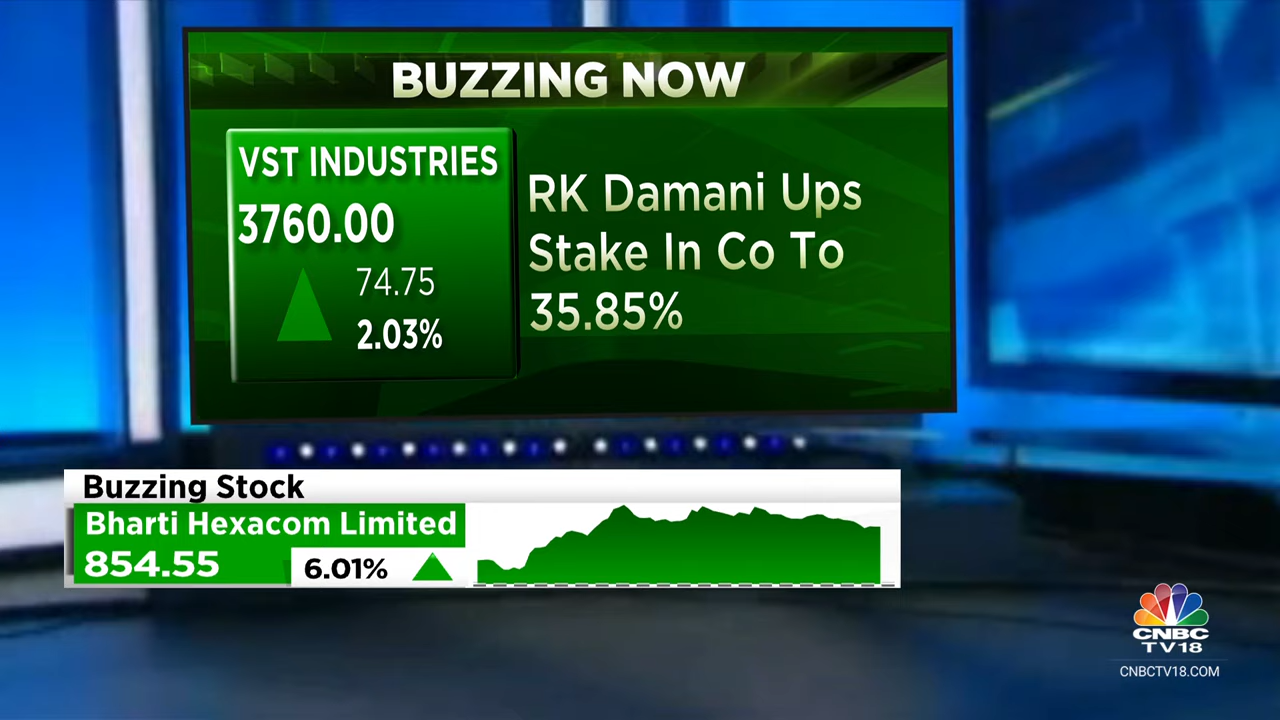 BUZZING NOW
VST INDUSTRIES
3760.00
74.75
2.03%
RK Damani Ups
Stake In Co To
35.85%
Buzzing Stock
Bharti Hexacom Limited
854.55
6.01%
CNBC
TV18
CNBCTV18.COM